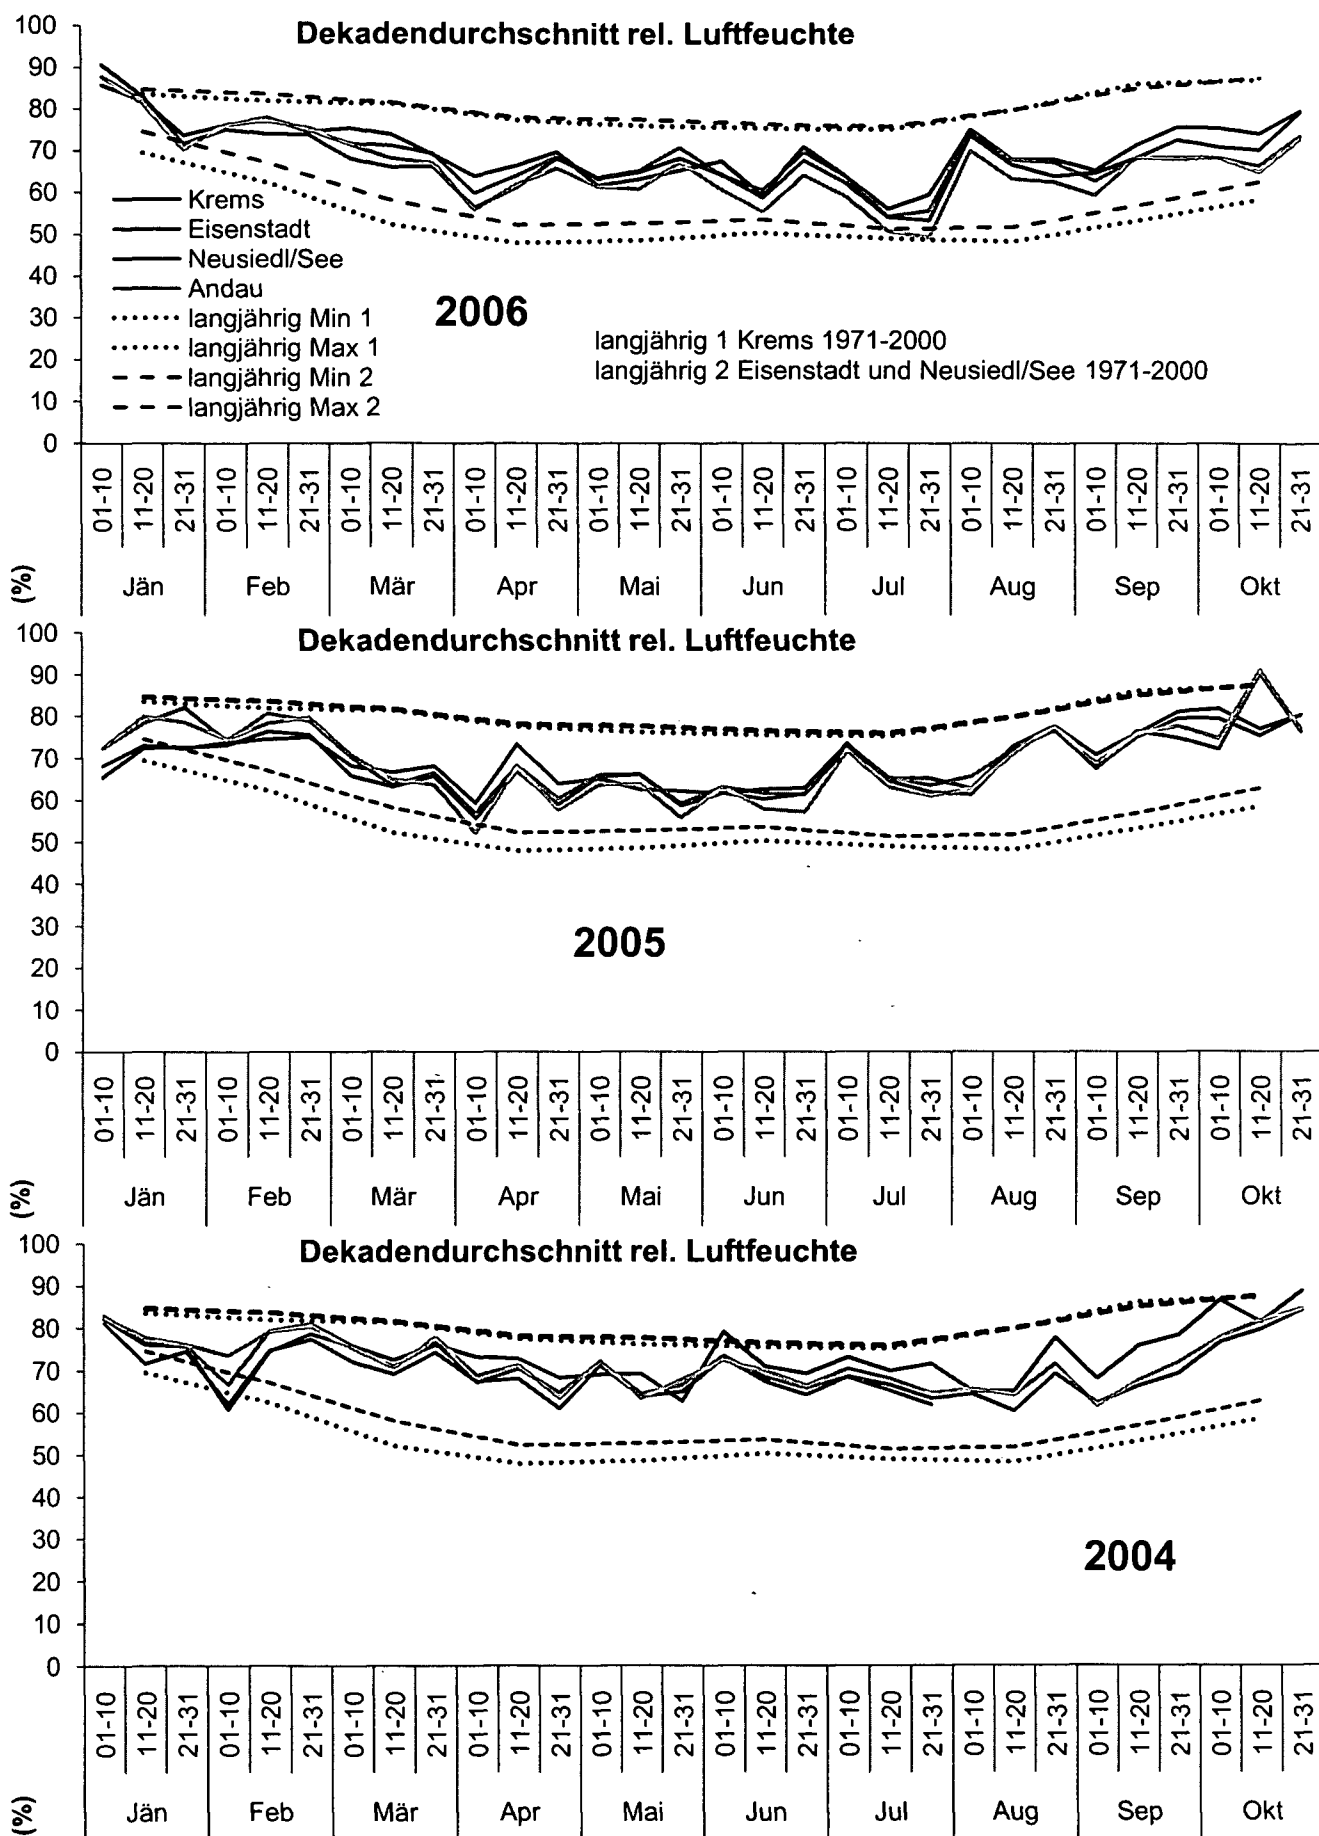 Dekadendurchschnitt rel. Luftfeuchte
100
90
80
70
60
50
40
30
20
10
0
Krems
Eisenstadt
Neusiedl/See
Andau
langjährig Min 1
langjährig Max 1
langjährig Min 2
langjährig Max 2
2006
langjährig 1 Krems 1971-2000
langjährig 2 Eisenstadt und Neusiedl/See 1971-2000
01-10 11-20 21-31 01-10 11-20 21-31 01-10 11-20 21-31 01-10 11-20 21-31 01-10 11-20 21-31 01-10 11-20 21-31 01-10 11-20 21-31 01-10 11-20 21-31 01-10 11-20 21-31 01-10 11-20 21-31
(%)
Jän Feb Mär Apr Mai Jun Jul Aug Sep Okt
Dekadendurchschnitt rel. Luftfeuchte
100
90
80
70
60
50
40
30
20
10
0
2005
01-10 11-20 21-31 01-10 11-20 21-31 01-10 11-20 21-31 01-10 11-20 21-31 01-10 11-20 21-31 01-10 11-20 21-31 01-10 11-20 21-31 01-10 11-20 21-31 01-10 11-20 21-31 01-10 11-20 21-31
(%)
Jän Feb Mär Apr Mai Jun Jul Aug Sep Okt
Dekadendurchschnitt rel. Luftfeuchte
100
90
80
70
60
50
40
30
20
10
0
2004
01-10 11-20 21-31 01-10 11-20 21-31 01-10 11-20 21-31 01-10 11-20 21-31 01-10 11-20 21-31 01-10 11-20 21-31 01-10 11-20 21-31 01-10 11-20 21-31 01-10 11-20 21-31 01-10 11-20 21-31
(%)
Jän Feb Mär Apr Mai Jun Jul Aug Sep Okt